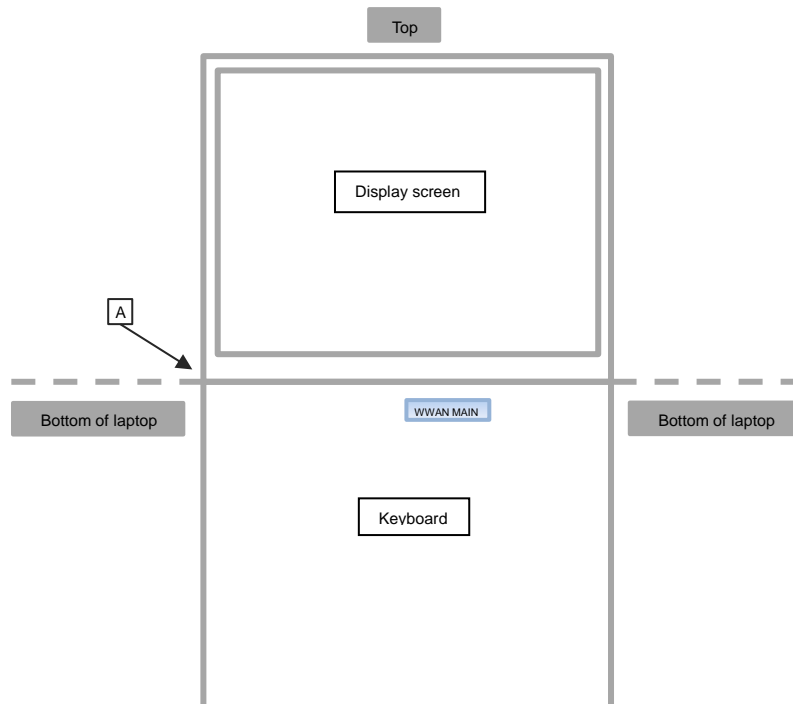 Top
Display screen
A
Bottom of laptop
WWAN MAIN
Bottom of laptop
Keyboard